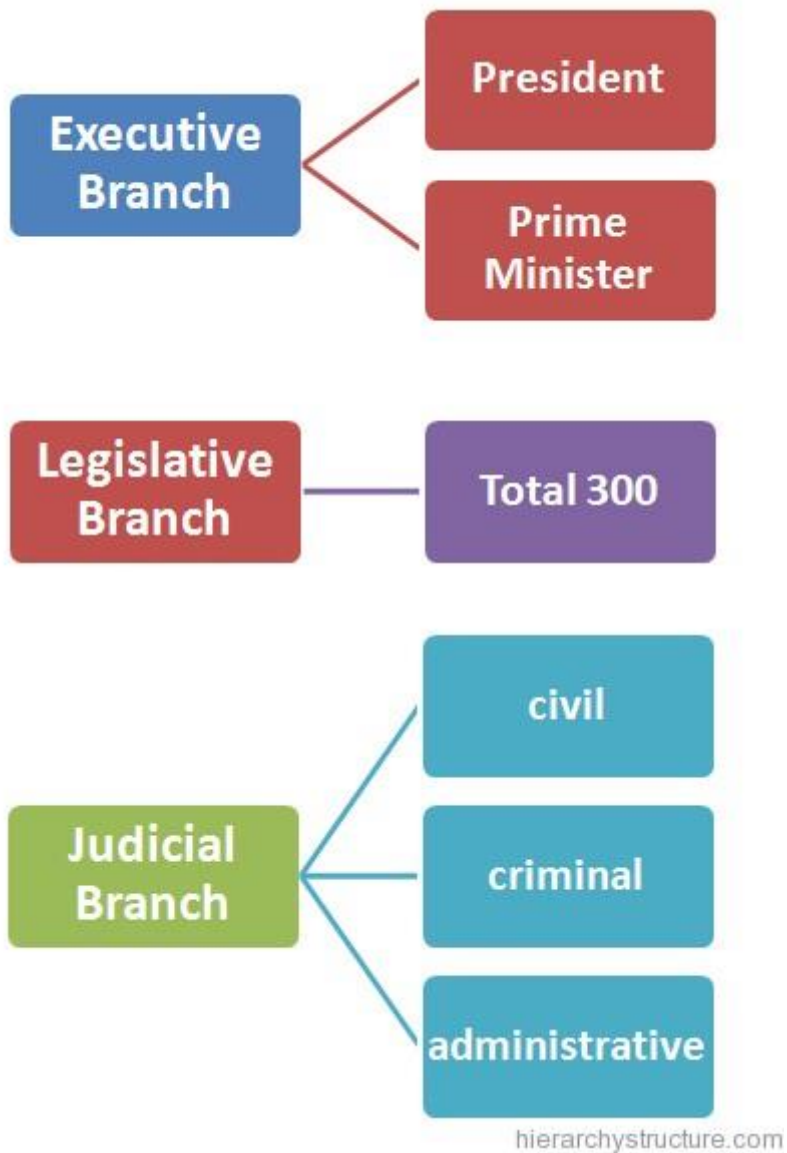 Executive
Branch
President
Prime
Minister
Legislative
Branch
Total 300
Judicial
Branch
civil
criminal
administrative
hierarchystructure.com